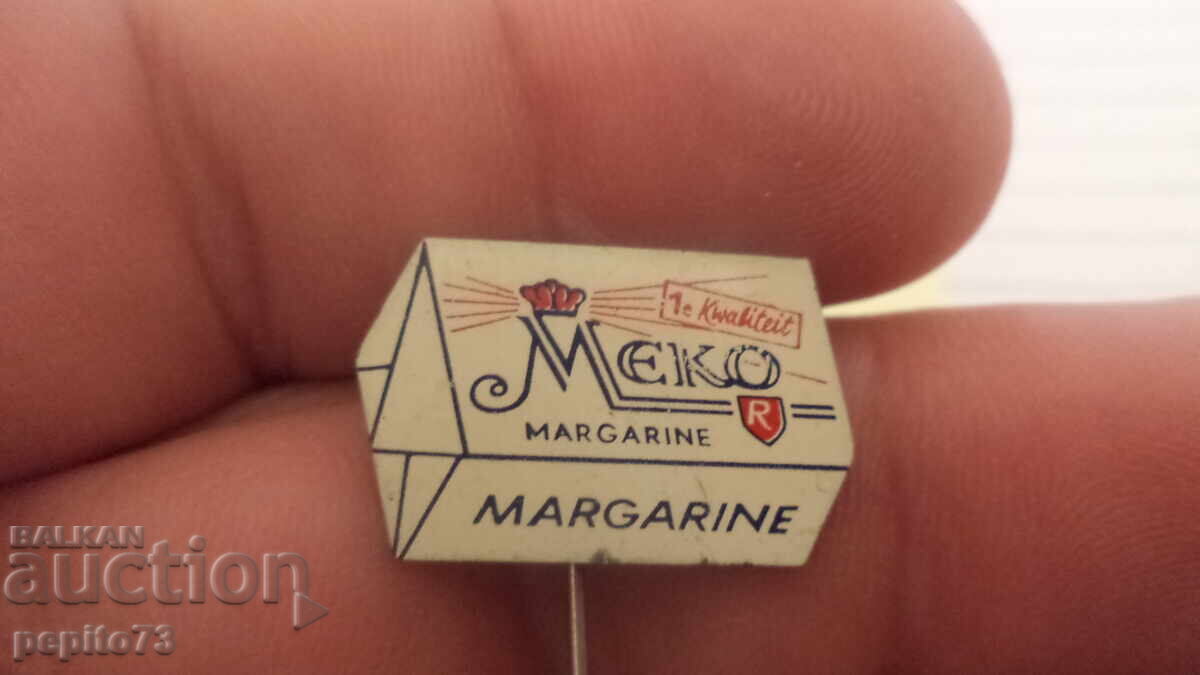 1e Kwaliteit
MEKO
R
MARGARINE
MARGARINE
BALKAN
auction
pepito73